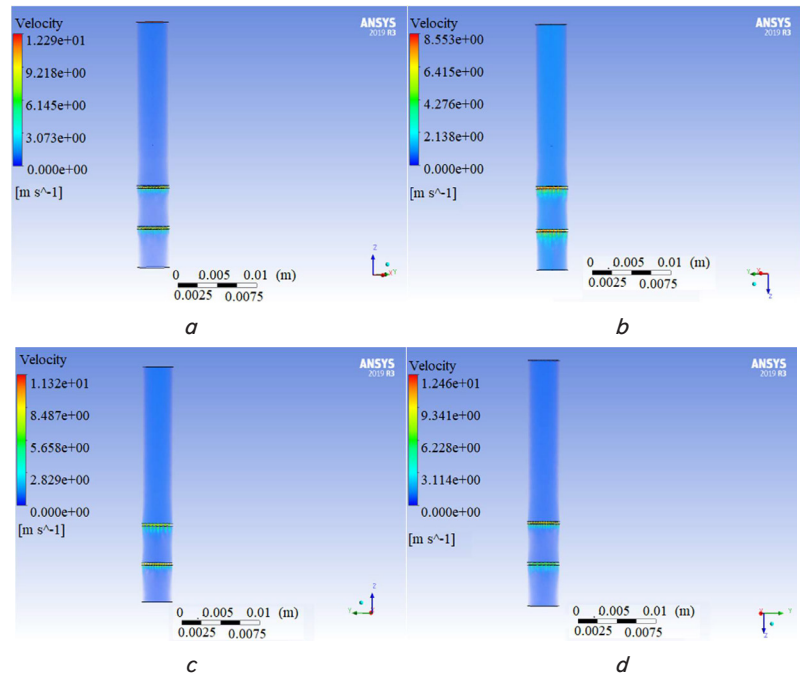 Velocity
1.229e+01
9.218e+00
6.145e+00
3.073e+00
0.000e+00
[m s^-1]
ANSYS
2019 R3
Z
Y
0 0.005 0.01 (m)
0.0025 0.0075
a
Velocity
8.553e+00
6.415e+00
4.276e+00
2.138e+00
0.000e+00
[m s^-1]
ANSYS
2019 R3
Y
Z
0 0.005 0.01 (m)
0.0025 0.0075
b
Velocity
1.132e+01
8.487e+00
5.658e+00
2.829e+00
0.000e+00
[m s^-1]
ANSYS
2019 R3
Z
Y
0 0.005 0.01 (m)
0.0025 0.0075
c
Velocity
1.246e+01
9.341e+00
6.228e+00
3.114e+00
0.000e+00
[m s^-1]
ANSYS
2019 R3
X
Y
Z
0 0.005 0.01 (m)
0.0025 0.0075
d